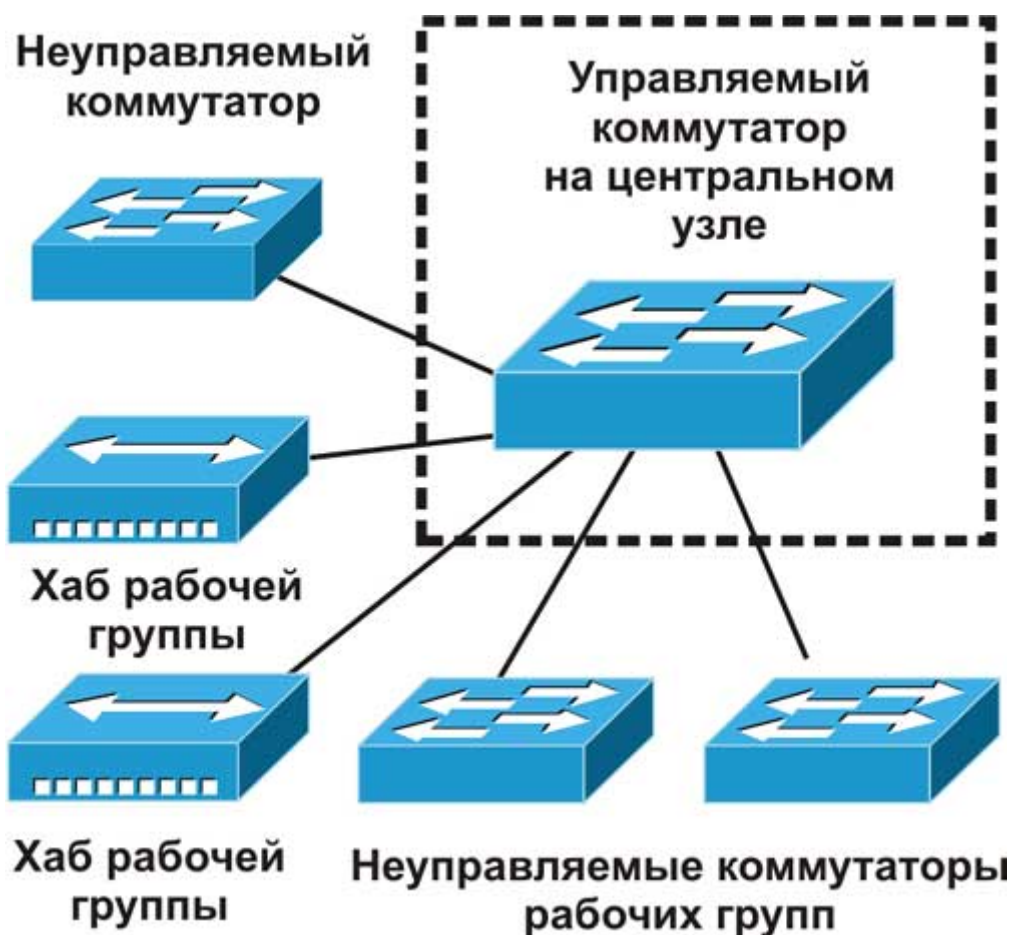 Неуправляемый
коммутатор
Управляемый
коммутатор
на центральном
узле
Хаб рабочей
группы
Хаб рабочей
группы
Неуправляемые коммутаторы
рабочих групп